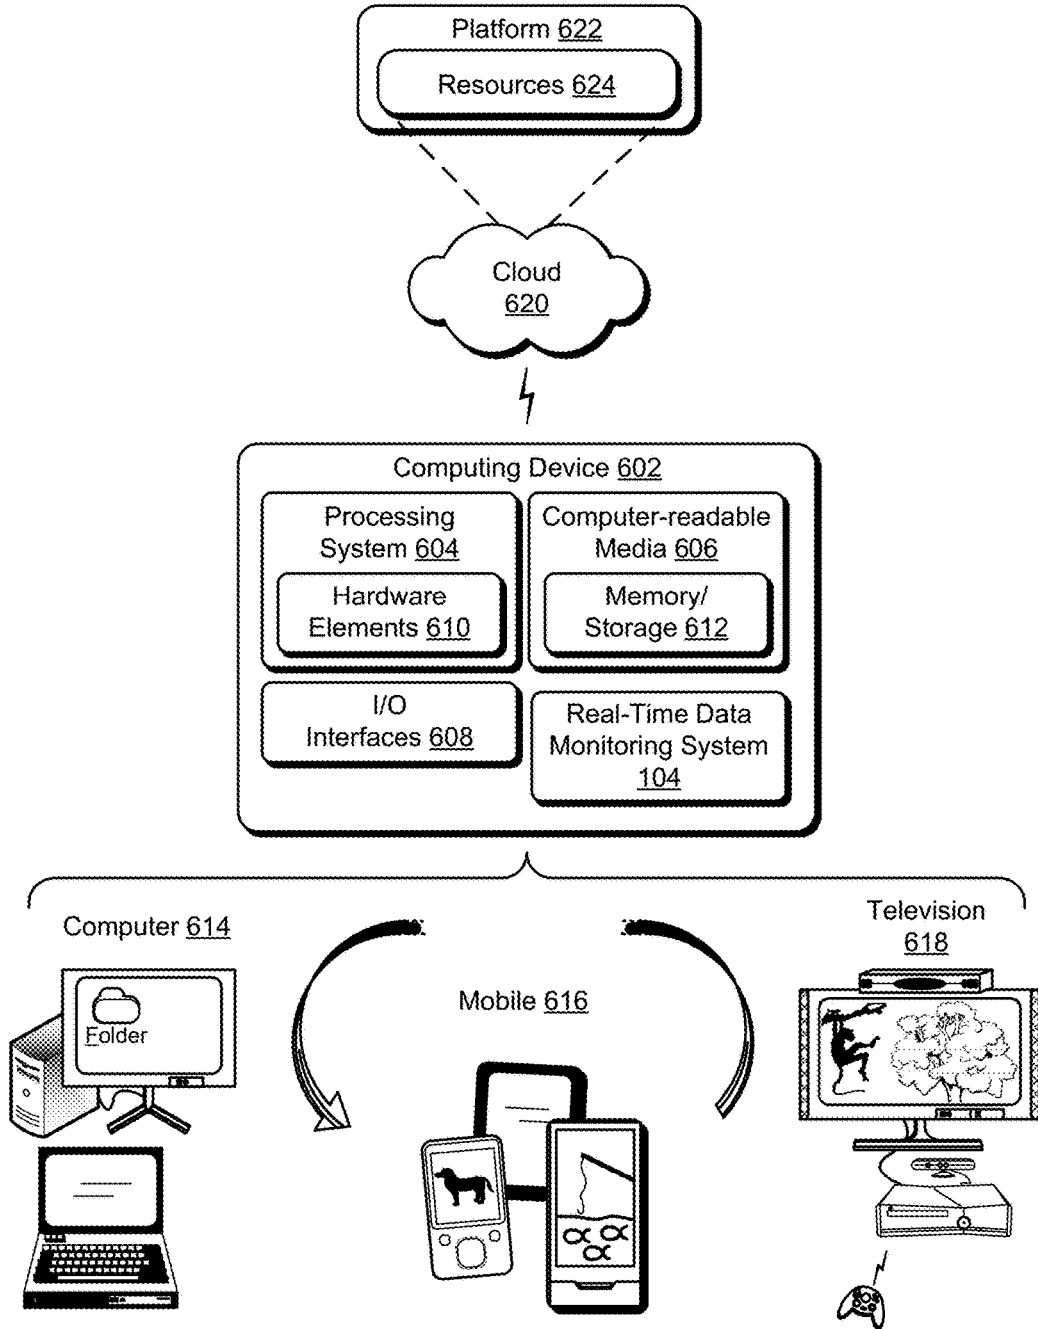 Platform 622
Resources 624
Cloud
620
Computing Device 602
Processing
System 604
Hardware
Elements 610
Computer-readable
Media 606
Memory/
Storage 612
I/O
Interfaces 608
Real-Time Data
Monitoring System
104
Computer 614
Folder
Mobile 616
Television
618